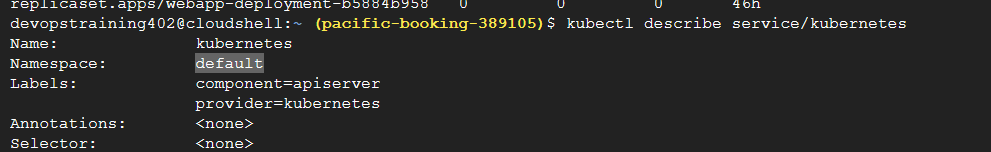 replicaset.apps/webapp-deployment-b5884b958 0 0 0 46h
devopstraining402@cloudshell:~ (pacific-booking-389105)$ kubectl describe service/kubernetes
Name: kubernetes
Namespace: default
Labels: component=apiserver
provider=kubernetes
Annotations: <none>
Selector: <none>